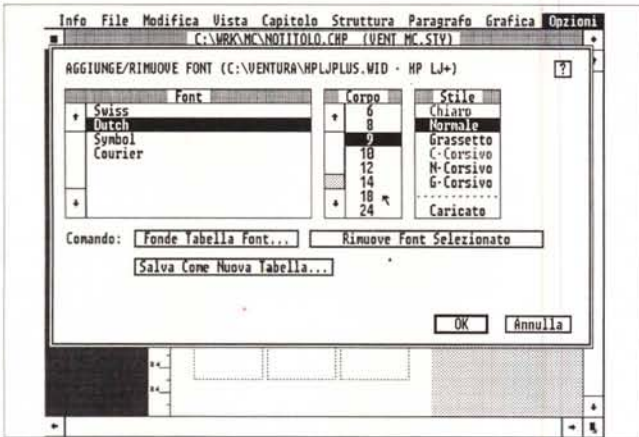 Info File Modifica Vista Capitolo Struttura Paragrafo Grafica Opzioni
C:\WRK\MC\NOTITOLO.CHP (VENT MC.STY)
AGGIUNGE/RIMUOVE FONT (C:\VENTURA\HPLJPLUS.WID - HP LJ+) ?
Font
Swiss
Dutch
Symbol
Courier
Corpo
6
8
9
10
12
14
18
24
Stile
Chiaro
Normale
Grassetto
C-Corsivo
N-Corsivo
G-Corsivo
Caricato
Comando: Fonde Tabella Font... Rimuove Font Selezionato
Salva Come Nuova Tabella...
OK Annulla